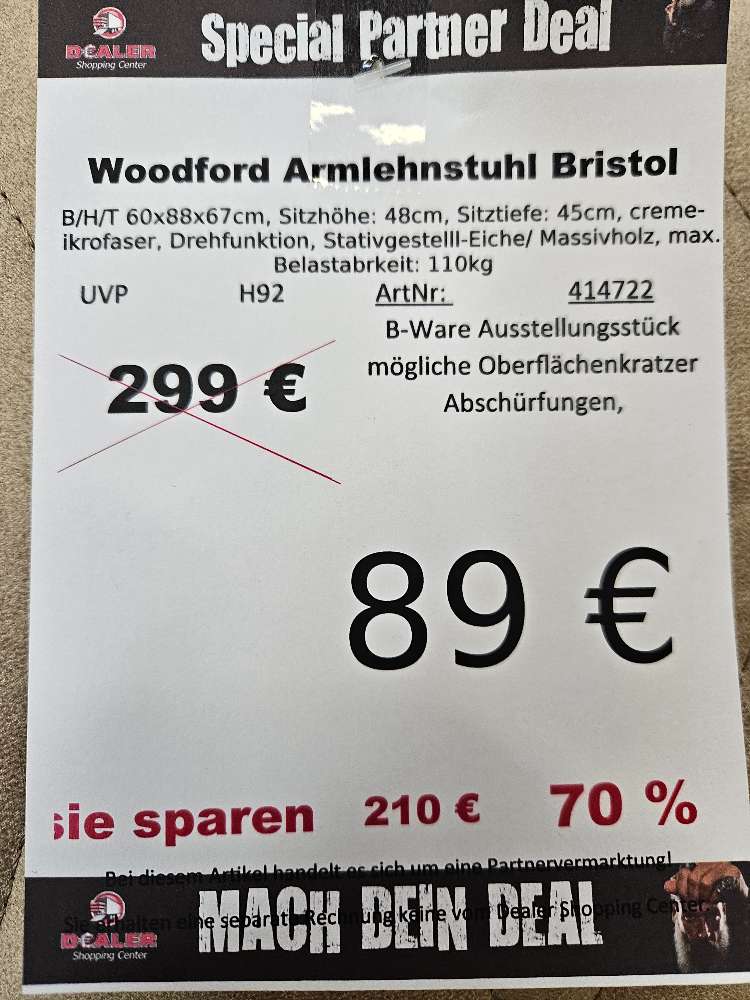 DEALER
Shopping Center
Special Partner Deal
Woodford Armlehnstuhl Bristol
B/H/T 60x88x67cm, Sitzhöhe: 48cm, Sitztiefe: 45cm, creme-
ikrofaser, Drehfunktion, Stativgestelll-Eiche/ Massivholz, max.
Belastabrkeit: 110kg
UVP H92 ArtNr: 414722
B-Ware Ausstellungsstück
mögliche Oberflächenkratzer
Abschürfungen,
299 €
89 €
sie sparen 210 € 70 %
Bei diesem Artikel handelt es sich um eine Partnervermarktung!
Sie erhalten eine separate Rechnung keine vom Dealer Shopping Center.
MACH DEIN DEAL
DEALER
Shopping Center